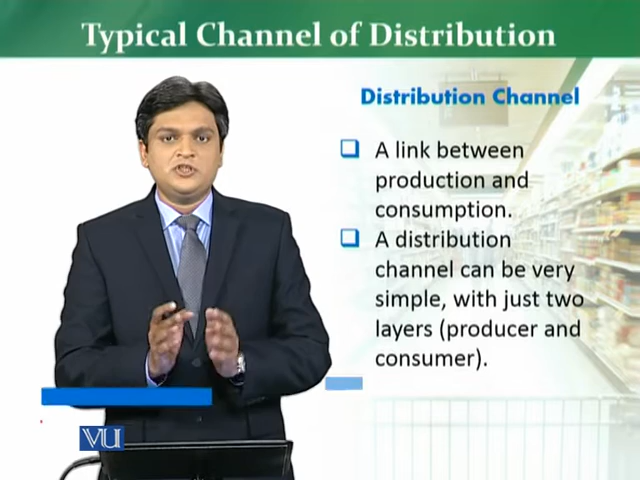 Typical Channel of Distribution
Distribution Channel
❑ A link between
production and
consumption.
❑ A distribution
channel can be very
simple, with just two
layers (producer and
consumer).
VU